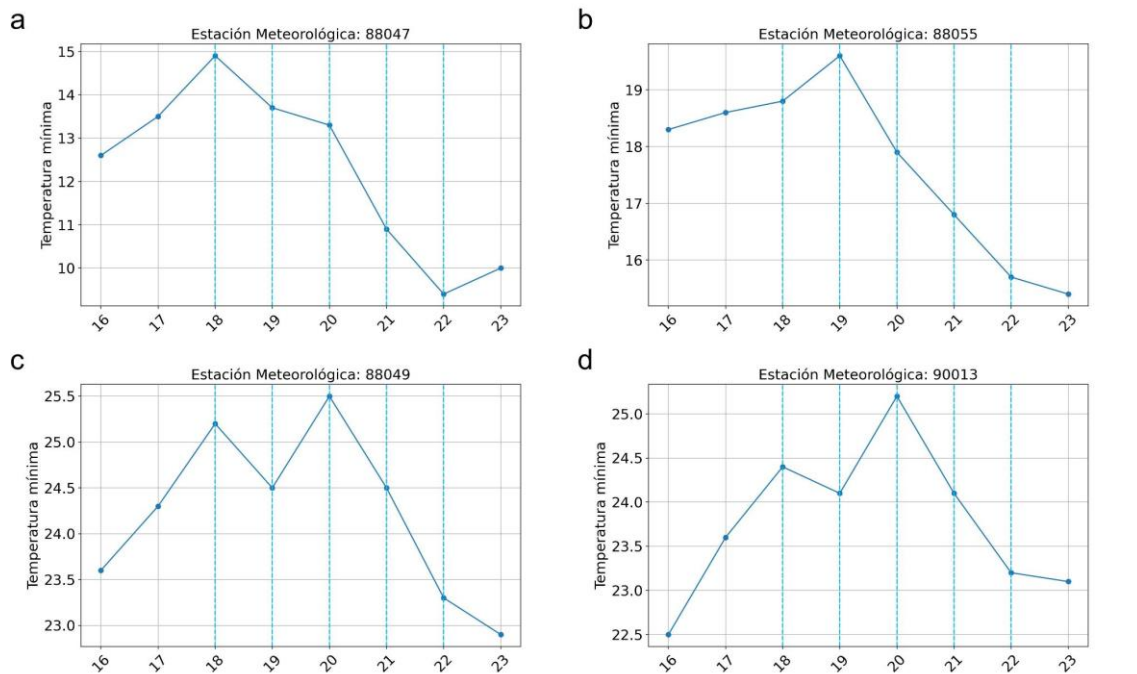 a
Estación Meteorológica: 88047
Temperatura mínima
15
14
13
12
11
10
16 17 18 19 20 21 22 23
b
Estación Meteorológica: 88055
Temperatura mínima
19
18
17
16
16 17 18 19 20 21 22 23
c
Estación Meteorológica: 88049
Temperatura mínima
25.5
25.0
24.5
24.0
23.5
23.0
16 17 18 19 20 21 22 23
d
Estación Meteorológica: 90013
Temperatura mínima
25.0
24.5
24.0
23.5
23.0
22.5
16 17 18 19 20 21 22 23